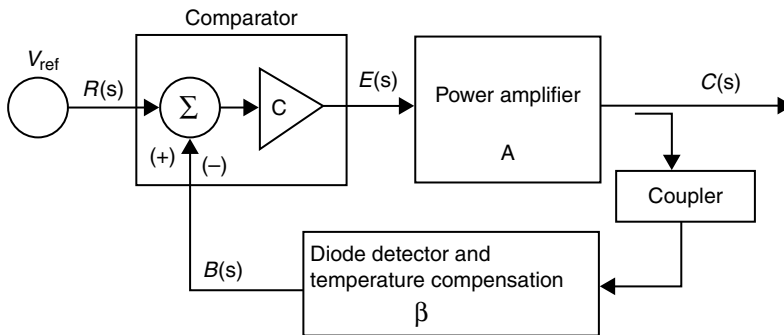 Comparator
V_ref
R(s)
Σ
C
E(s)
Power amplifier
A
C(s)
(+)
(–)
Coupler
B(s)
Diode detector and
temperature compensation
β